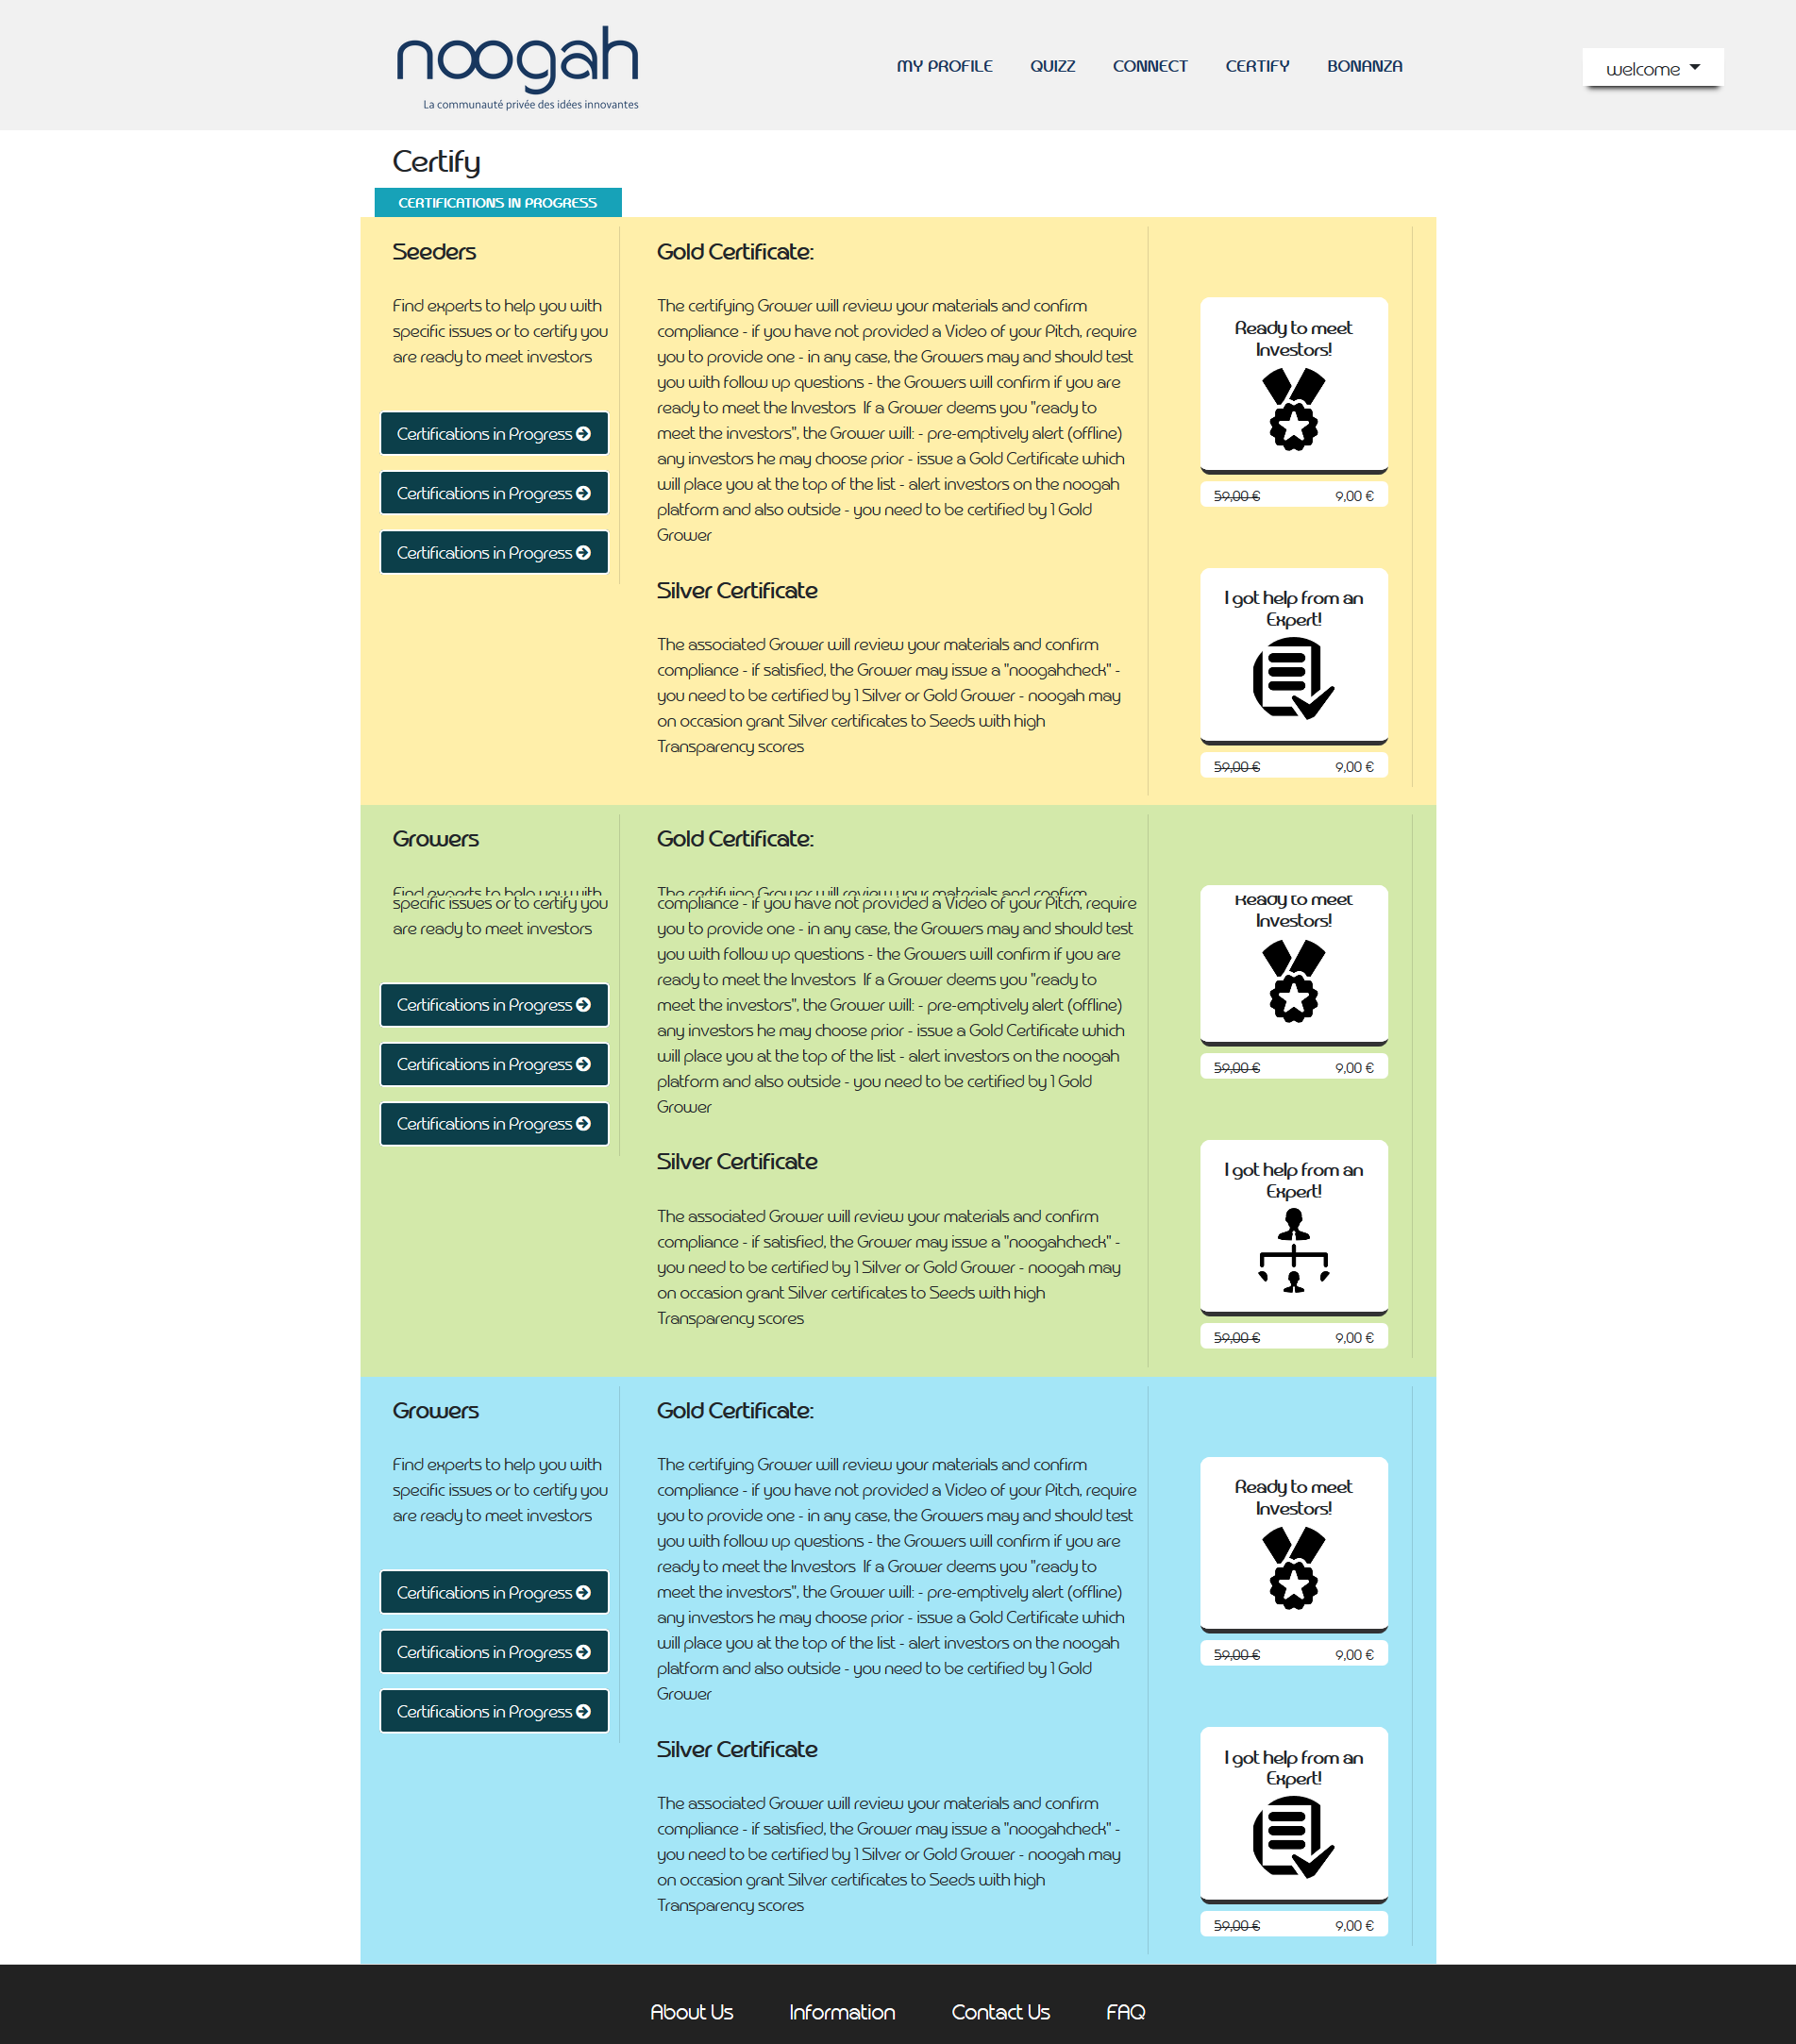 noogah
La communauté privée des idées innovantes
MY PROFILE QUIZZ CONNECT CERTIFY BONANZA
welcome
Certify
CERTIFICATIONS IN PROGRESS
Seeders
Find experts to help you with
specific issues or to certify you
are ready to meet investors
Certifications in Progress
Certifications in Progress
Certifications in Progress
Gold Certificate:
The certifying Grower will review your materials and confirm
compliance - if you have not provided a Video of your Pitch, require
you to provide one - in any case, the Growers may and should test
you with follow up questions - the Growers will confirm if you are
ready to meet the Investors  If a Grower deems you "ready to
meet the investors", the Grower will: - pre-emptively alert (offline)
any investors he may choose prior - issue a Gold Certificate which
will place you at the top of the list - alert investors on the noogah
platform and also outside - you need to be certified by 1 Gold
Grower
Silver Certificate
The associated Grower will review your materials and confirm
compliance - if satisfied, the Grower may issue a "noogahcheck" -
you need to be certified by 1 Silver or Gold Grower - noogah may
on occasion grant Silver certificates to Seeds with high
Transparency scores
Ready to meet
Investors!
59,00 € 9,00 €
I got help from an
Expert!
59,00 € 9,00 €
Growers
Find experts to help you with
specific issues or to certify you
are ready to meet investors
Certifications in Progress
Certifications in Progress
Certifications in Progress
Gold Certificate:
The certifying Grower will review your materials and confirm
compliance - if you have not provided a Video of your Pitch, require
you to provide one - in any case, the Growers may and should test
you with follow up questions - the Growers will confirm if you are
ready to meet the Investors  If a Grower deems you "ready to
meet the investors", the Grower will: - pre-emptively alert (offline)
any investors he may choose prior - issue a Gold Certificate which
will place you at the top of the list - alert investors on the noogah
platform and also outside - you need to be certified by 1 Gold
Grower
Silver Certificate
The associated Grower will review your materials and confirm
compliance - if satisfied, the Grower may issue a "noogahcheck" -
you need to be certified by 1 Silver or Gold Grower - noogah may
on occasion grant Silver certificates to Seeds with high
Transparency scores
Ready to meet
Investors!
59,00 € 9,00 €
I got help from an
Expert!
59,00 € 9,00 €
Growers
Find experts to help you with
specific issues or to certify you
are ready to meet investors
Certifications in Progress
Certifications in Progress
Certifications in Progress
Gold Certificate:
The certifying Grower will review your materials and confirm
compliance - if you have not provided a Video of your Pitch, require
you to provide one - in any case, the Growers may and should test
you with follow up questions - the Growers will confirm if you are
ready to meet the Investors  If a Grower deems you "ready to
meet the investors", the Grower will: - pre-emptively alert (offline)
any investors he may choose prior - issue a Gold Certificate which
will place you at the top of the list - alert investors on the noogah
platform and also outside - you need to be certified by 1 Gold
Grower
Silver Certificate
The associated Grower will review your materials and confirm
compliance - if satisfied, the Grower may issue a "noogahcheck" -
you need to be certified by 1 Silver or Gold Grower - noogah may
on occasion grant Silver certificates to Seeds with high
Transparency scores
Ready to meet
Investors!
59,00 € 9,00 €
I got help from an
Expert!
59,00 € 9,00 €
About Us Information Contact Us FAQ